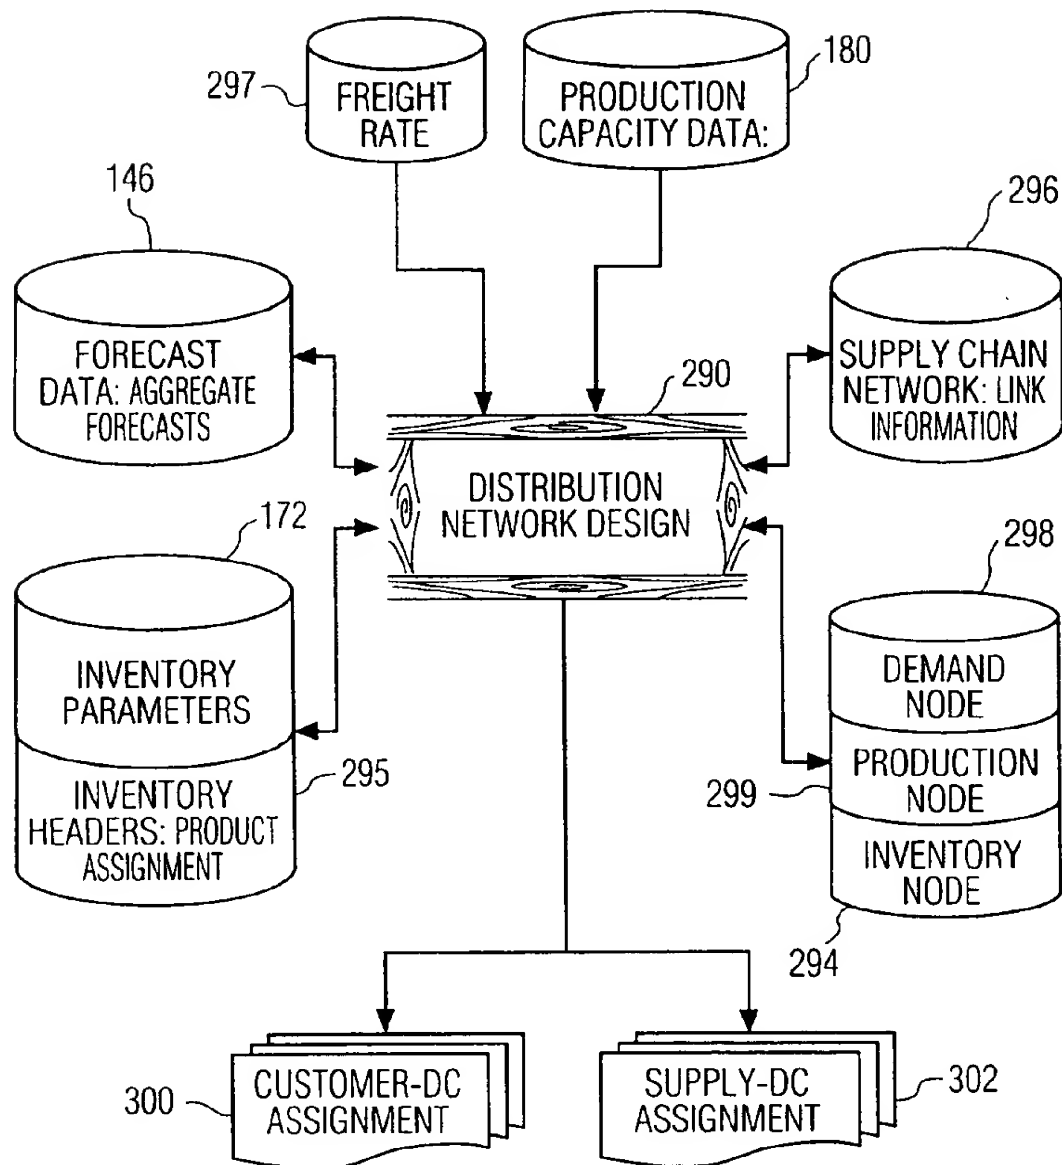 297
FREIGHT
RATE
PRODUCTION
CAPACITY DATA:
180
146
FORECAST
DATA: AGGREGATE
FORECASTS
296
SUPPLY CHAIN
NETWORK: LINK
INFORMATION
290
DISTRIBUTION
NETWORK DESIGN
172
INVENTORY
PARAMETERS
295
INVENTORY
HEADERS: PRODUCT
ASSIGNMENT
298
DEMAND
NODE
299
PRODUCTION
NODE
INVENTORY
NODE
294
300
CUSTOMER-DC
ASSIGNMENT
SUPPLY-DC
ASSIGNMENT
302